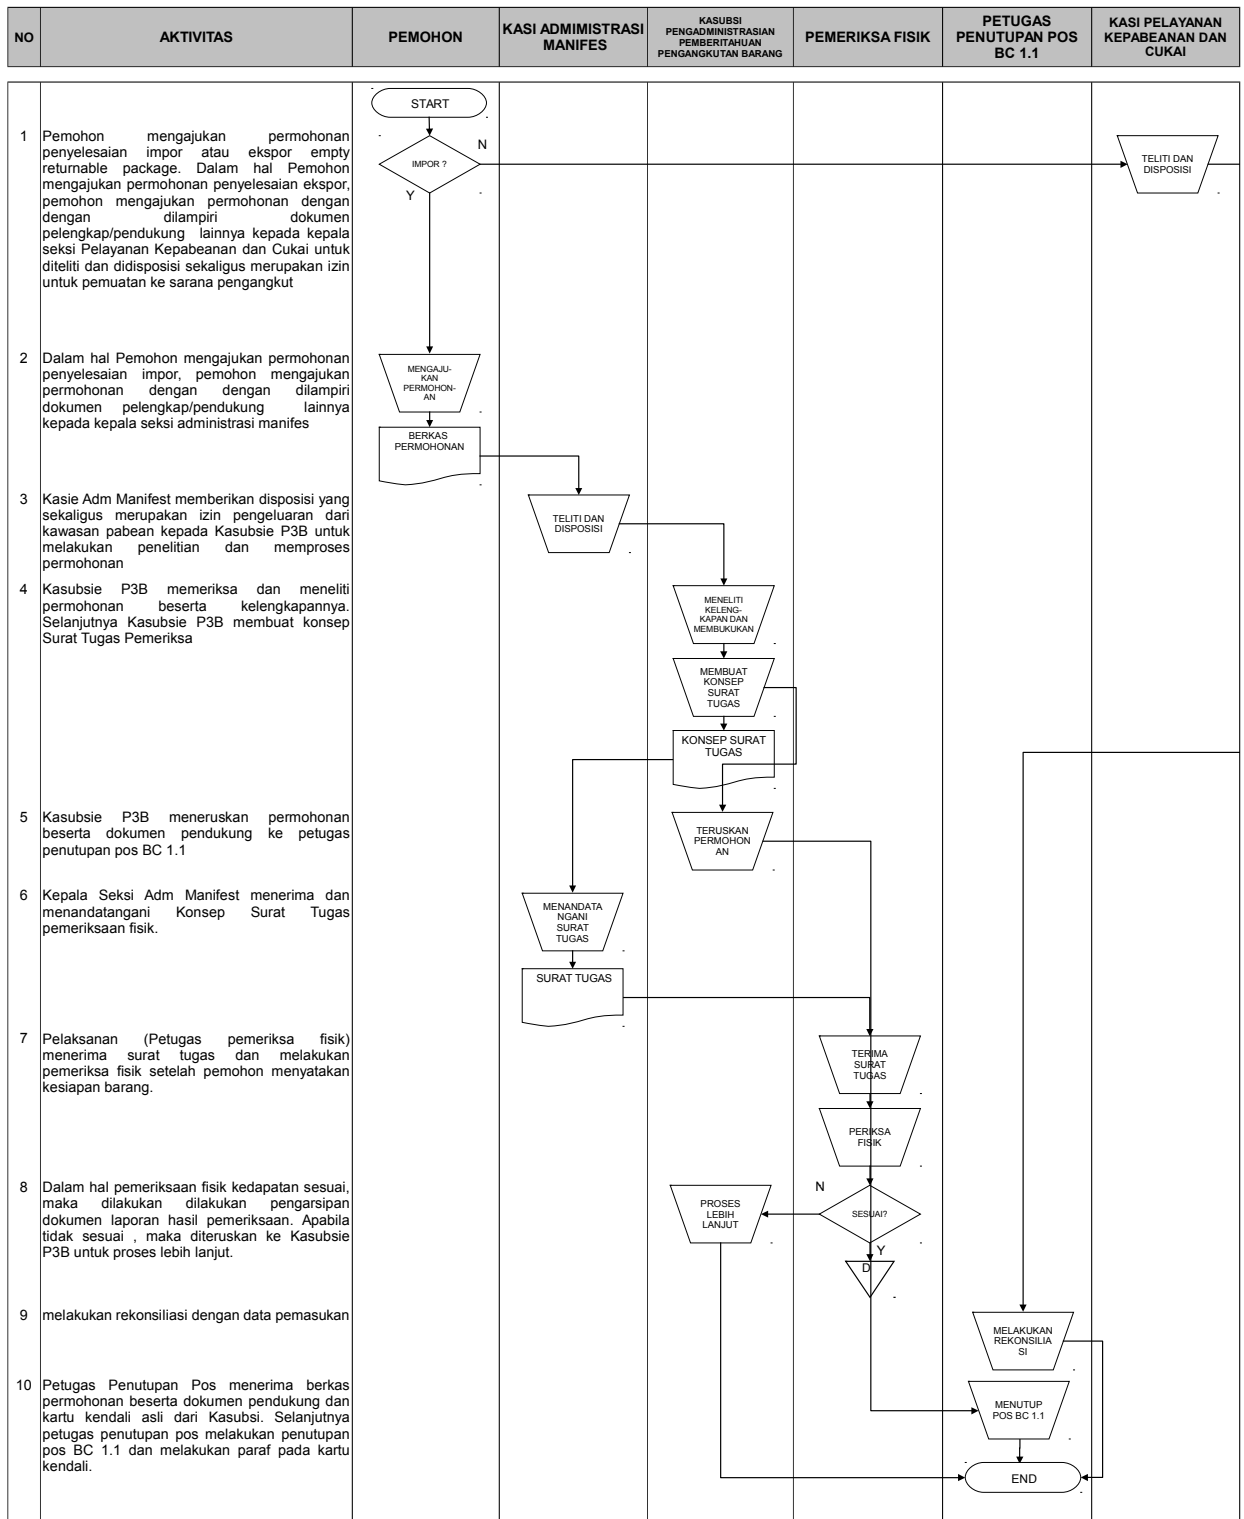 NO
AKTIVITAS
PEMOHON
KASI ADMIMISTRASI
MANIFES
KASUBSI
PENGADMINISTRASIAN
PEMBERITAHUAN
PENGANGKUTAN BARANG
PEMERIKSA FISIK
PETUGAS
PENUTUPAN POS
BC 1.1
KASI PELAYANAN
KEPABEANAN DAN
CUKAI
START
1 Pemohon mengajukan permohonan
penyelesaian impor atau ekspor empty
returnable package. Dalam hal Pemohon
mengajukan permohonan penyelesaian ekspor,
pemohon mengajukan permohonan dengan
dengan dilampiri dokumen
pelengkap/pendukung lainnya kepada kepala
seksi Pelayanan Kepabeanan dan Cukai untuk
diteliti dan didisposisi sekaligus merupakan izin
untuk pemuatan ke sarana pengangkut
IMPOR ?
N
Y
TELITI DAN
DISPOSISI
2 Dalam hal Pemohon mengajukan permohonan
penyelesaian impor, pemohon mengajukan
permohonan dengan dengan dilampiri
dokumen pelengkap/pendukung lainnya
kepada kepala seksi administrasi manifes
MENGAJU-
KAN
PERMOHON-
AN
BERKAS
PERMOHONAN
3 Kasie Adm Manifest memberikan disposisi yang
sekaligus merupakan izin pengeluaran dari
kawasan pabean kepada Kasubsie P3B untuk
melakukan penelitian dan memproses
permohonan
TELITI DAN
DISPOSISI
4 Kasubsie P3B memeriksa dan meneliti
permohonan beserta kelengkapannya.
Selanjutnya Kasubsie P3B membuat konsep
Surat Tugas Pemeriksa
MENELITI
KELENG-
KAPAN DAN
MEMBUKUKAN
MEMBUAT
KONSEP
SURAT
TUGAS
KONSEP SURAT
TUGAS
5 Kasubsie P3B meneruskan permohonan
beserta dokumen pendukung ke petugas
penutupan pos BC 1.1
TERUSKAN
PERMOHON
AN
6 Kepala Seksi Adm Manifest menerima dan
menandatangani Konsep Surat Tugas
pemeriksaan fisik.
MENANDATA
NGANI
SURAT
TUGAS
SURAT TUGAS
7 Pelaksanan (Petugas pemeriksa fisik)
menerima surat tugas dan melakukan
pemeriksa fisik setelah pemohon menyatakan
kesiapan barang.
TERIMA
SURAT
TUGAS
PERIKSA
FISIK
8 Dalam hal pemeriksaan fisik kedapatan sesuai,
maka dilakukan dilakukan pengarsipan
dokumen laporan hasil pemeriksaan. Apabila
tidak sesuai , maka diteruskan ke Kasubsie
P3B untuk proses lebih lanjut.
PROSES
LEBIH
LANJUT
N
SESUAI?
Y
D
9 melakukan rekonsiliasi dengan data pemasukan
MELAKUKAN
REKONSILIA
SI
10 Petugas Penutupan Pos menerima berkas
permohonan beserta dokumen pendukung dan
kartu kendali asli dari Kasubsi. Selanjutnya
petugas penutupan pos melakukan penutupan
pos BC 1.1 dan melakukan paraf pada kartu
kendali.
MENUTUP
POS BC 1.1
END